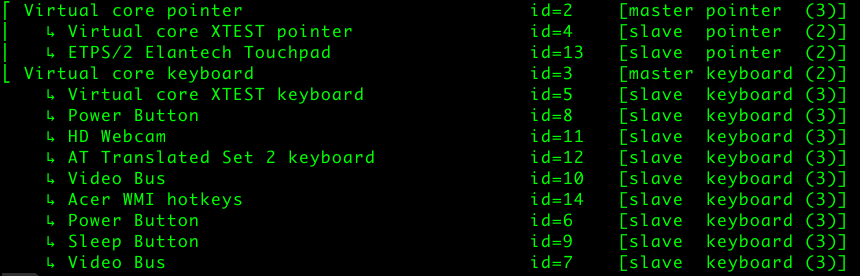 ⎡ Virtual core pointer                          id=2    [master pointer  (3)]
⎜   ↳ Virtual core XTEST pointer                id=4    [slave  pointer  (2)]
⎜   ↳ ETPS/2 Elantech Touchpad                  id=13   [slave  pointer  (2)]
⎣ Virtual core keyboard                         id=3    [master keyboard (2)]
    ↳ Virtual core XTEST keyboard               id=5    [slave  keyboard (3)]
    ↳ Power Button                              id=8    [slave  keyboard (3)]
    ↳ HD Webcam                                 id=11   [slave  keyboard (3)]
    ↳ AT Translated Set 2 keyboard              id=12   [slave  keyboard (3)]
    ↳ Video Bus                                 id=10   [slave  keyboard (3)]
    ↳ Acer WMI hotkeys                          id=14   [slave  keyboard (3)]
    ↳ Power Button                              id=6    [slave  keyboard (3)]
    ↳ Sleep Button                              id=9    [slave  keyboard (3)]
    ↳ Video Bus                                 id=7    [slave  keyboard (3)]